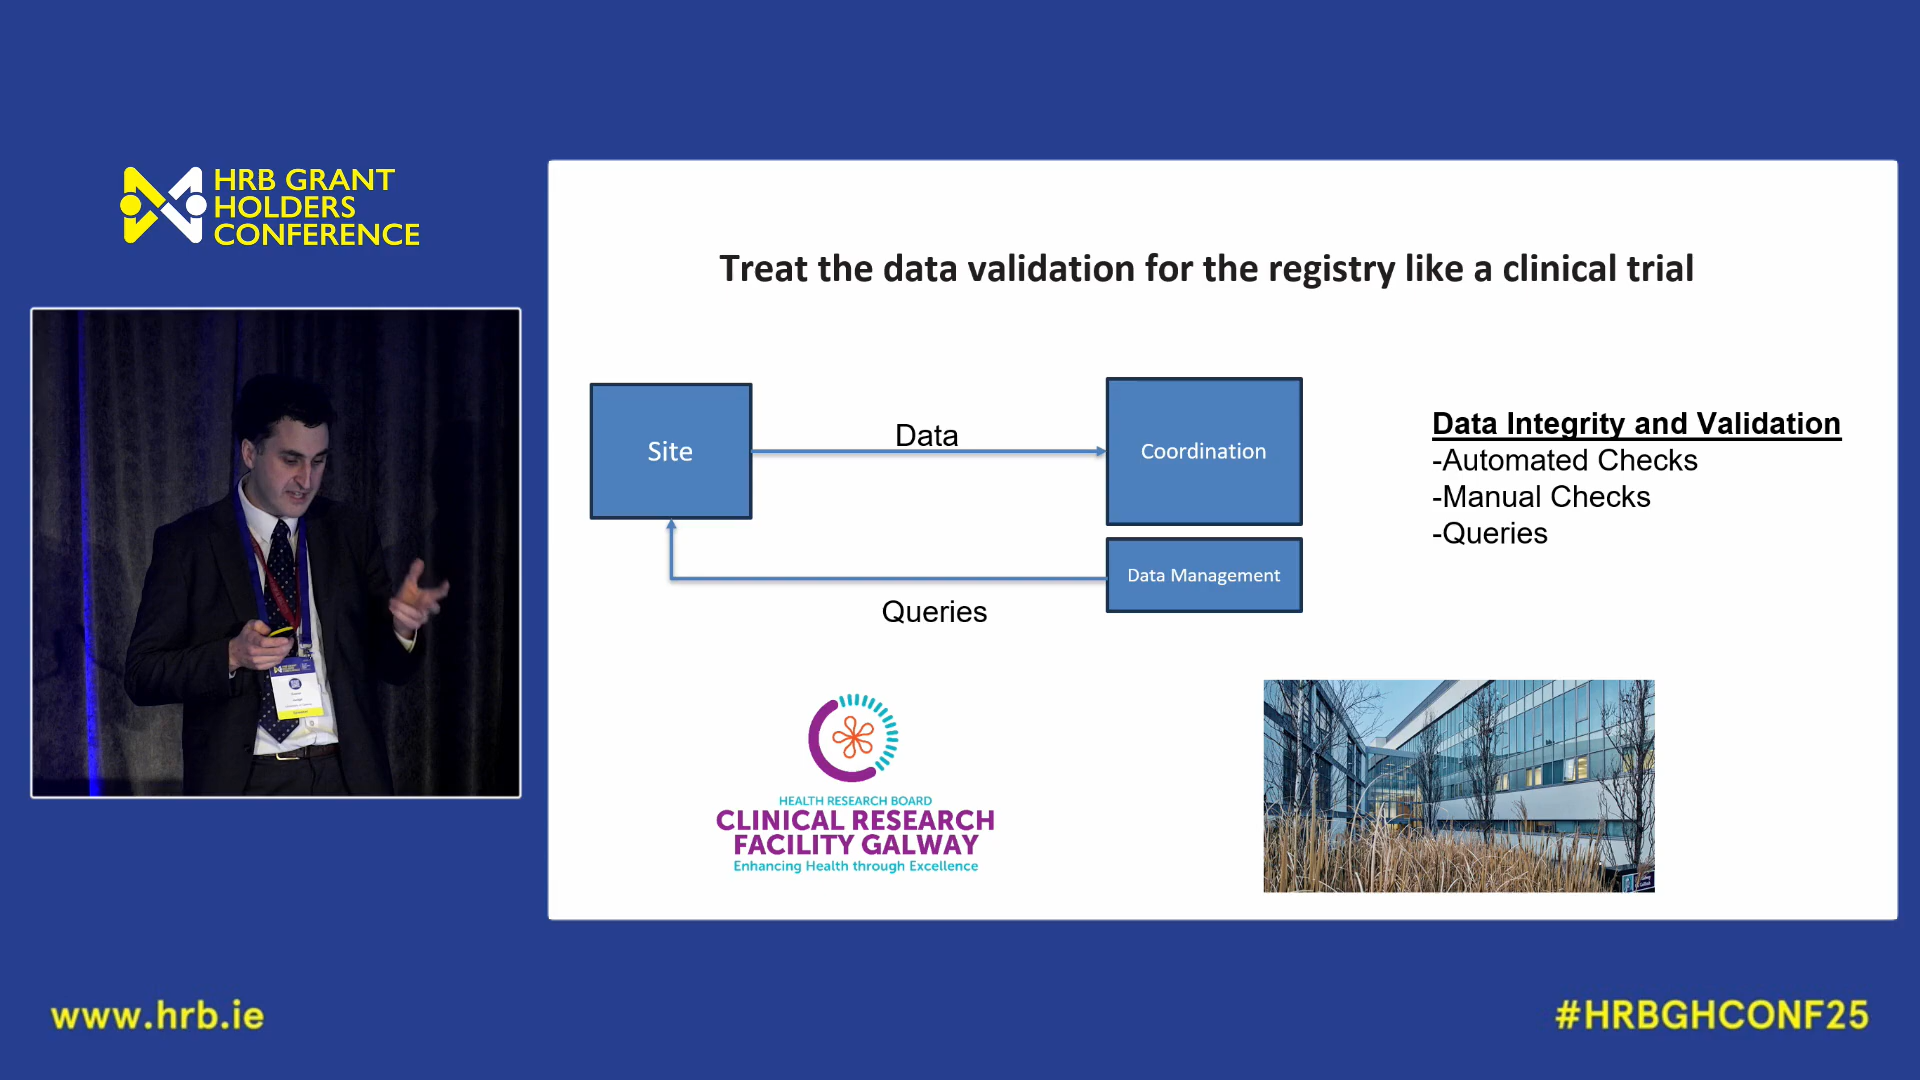 HRB GRANT
HOLDERS
CONFERENCE
Treat the data validation for the registry like a clinical trial
Site
Data
Coordination
Data Management
Queries
Data Integrity and Validation
-Automated Checks
-Manual Checks
-Queries
HEALTH RESEARCH BOARD
CLINICAL RESEARCH
FACILITY GALWAY
Enhancing Health through Excellence
www.hrb.ie
#HRBGHCONF25